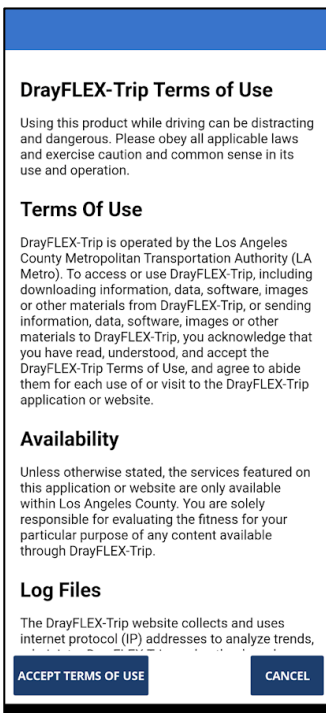 DrayFLEX-Trip Terms of Use
Using this product while driving can be distracting
and dangerous. Please obey all applicable laws
and exercise caution and common sense in its
use and operation.
Terms Of Use
DrayFLEX-Trip is operated by the Los Angeles
County Metropolitan Transportation Authority (LA
Metro). To access or use DrayFLEX-Trip, including
downloading information, data, software, images
or other materials from DrayFLEX-Trip, or sending
information, data, software, images or other
materials to DrayFLEX-Trip, you acknowledge that
you have read, understood, and accept the
DrayFLEX-Trip Terms of Use, and agree to abide
them for each use of or visit to the DrayFLEX-Trip
application or website.
Availability
Unless otherwise stated, the services featured on
this application or website are only available
within Los Angeles County. You are solely
responsible for evaluating the fitness for your
particular purpose of any content available
through DrayFLEX-Trip.
Log Files
The DrayFLEX-Trip website collects and uses
internet protocol (IP) addresses to analyze trends,
ACCEPT TERMS OF USE
CANCEL